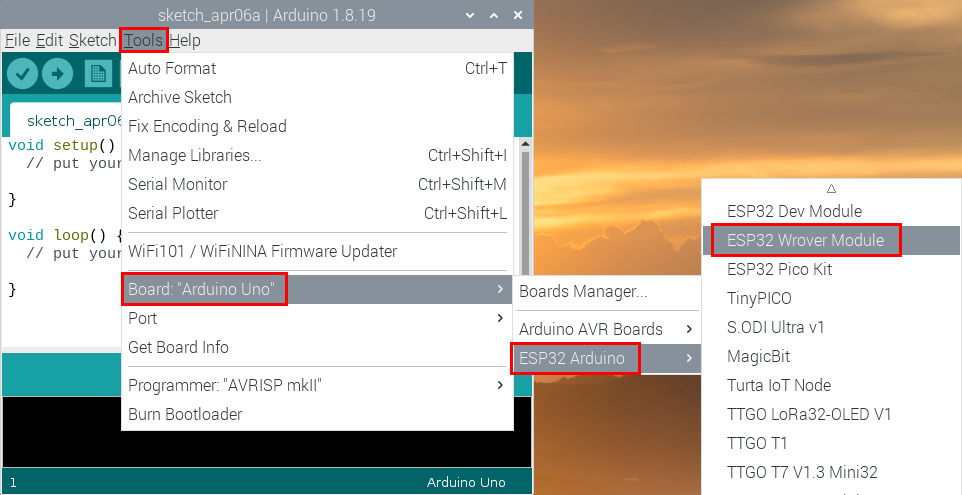 sketch_apr06a | Arduino 1.8.19
File Edit Sketch Tools Help
Auto Format Ctrl+T
Archive Sketch
Fix Encoding & Reload
Manage Libraries... Ctrl+Shift+I
Serial Monitor Ctrl+Shift+M
Serial Plotter Ctrl+Shift+L
WiFi101 / WiFiNINA Firmware Updater
Board: "Arduino Uno"
Port
Get Board Info
Programmer: "AVRISP mkII"
Burn Bootloader
sketch_apr06
void setup()
// put your
}
void loop() {
// put your
}
Boards Manager...
Arduino AVR Boards
ESP32 Arduino
ESP32 Dev Module
ESP32 Wrover Module
ESP32 Pico Kit
TinyPICO
S.ODI Ultra v1
MagicBit
Turta IoT Node
TTGO LoRa32-OLED V1
TTGO T1
TTGO T7 V1.3 Mini32
1 Arduino Uno